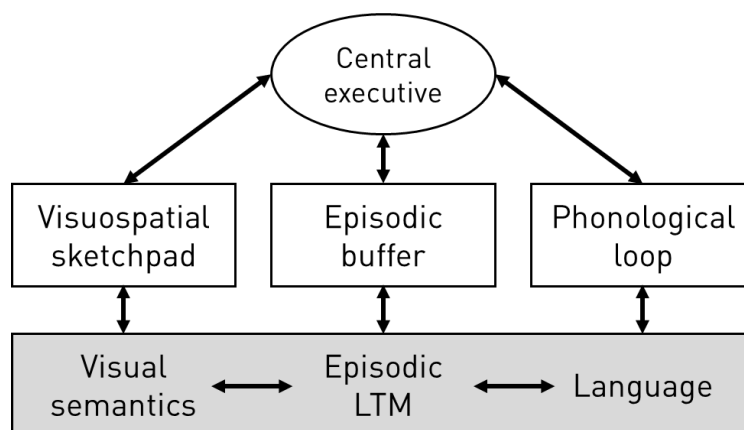 Central
executive
Visuospatial
sketchpad
Episodic
buffer
Phonological
loop
Visual
semantics
Episodic
LTM
Language